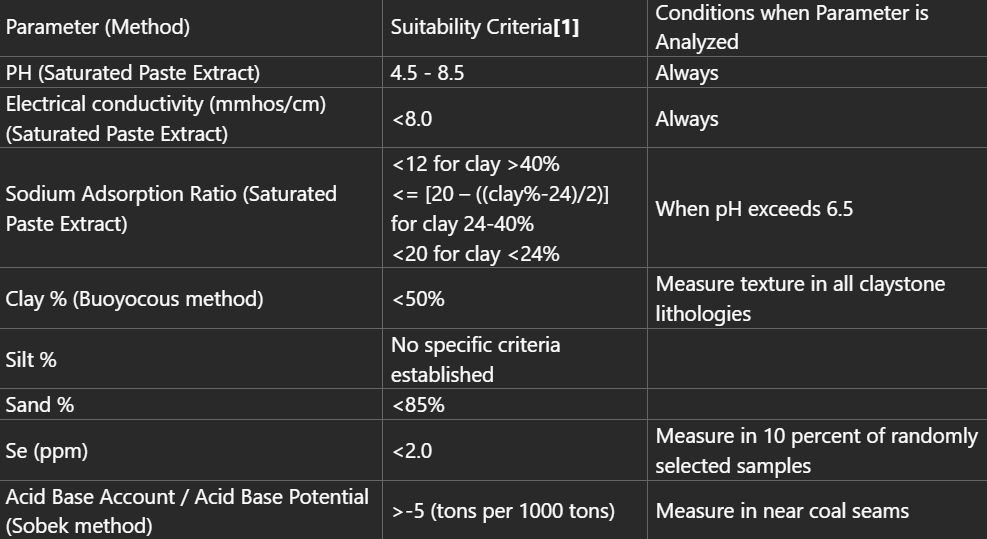 Parameter (Method) Suitability Criteria[1] Conditions when Parameter is
Analyzed
PH (Saturated Paste Extract) 4.5 - 8.5 Always
Electrical conductivity (mmhos/cm)
(Saturated Paste Extract) <8.0 Always
Sodium Adsorption Ratio (Saturated
Paste Extract)
<12 for clay >40%
<= [20 – ((clay%-24)/2)]
for clay 24-40%
<20 for clay <24%
When pH exceeds 6.5
Clay % (Buoyocous method) <50% Measure texture in all claystone
lithologies
Silt % No specific criteria
established
Sand % <85%
Se (ppm) <2.0 Measure in 10 percent of randomly
selected samples
Acid Base Account / Acid Base Potential
(Sobek method) >-5 (tons per 1000 tons) Measure in near coal seams